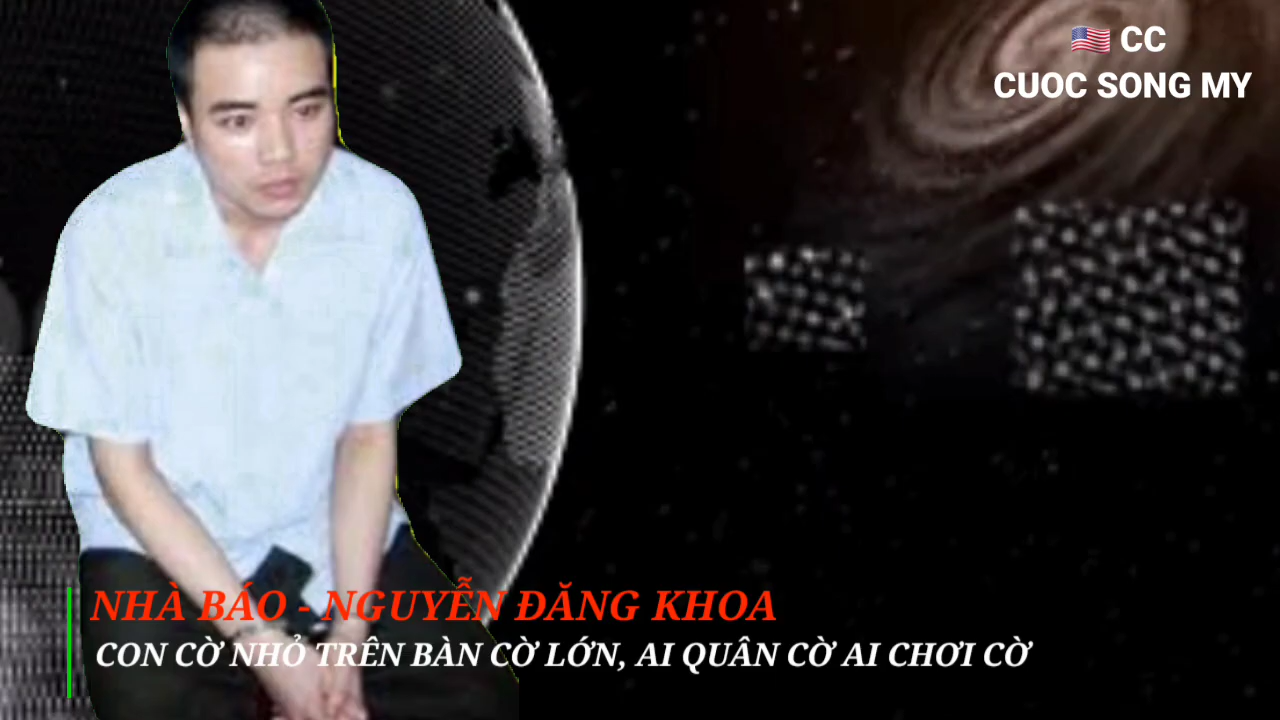 🇺🇸 CC
CUOC SONG MY
NHÀ BÁO - NGUYỄN ĐĂNG KHOA
CON CỜ NHỎ TRÊN BÀN CỜ LỚN, AI QUÂN CỜ AI CHƠI CỜ